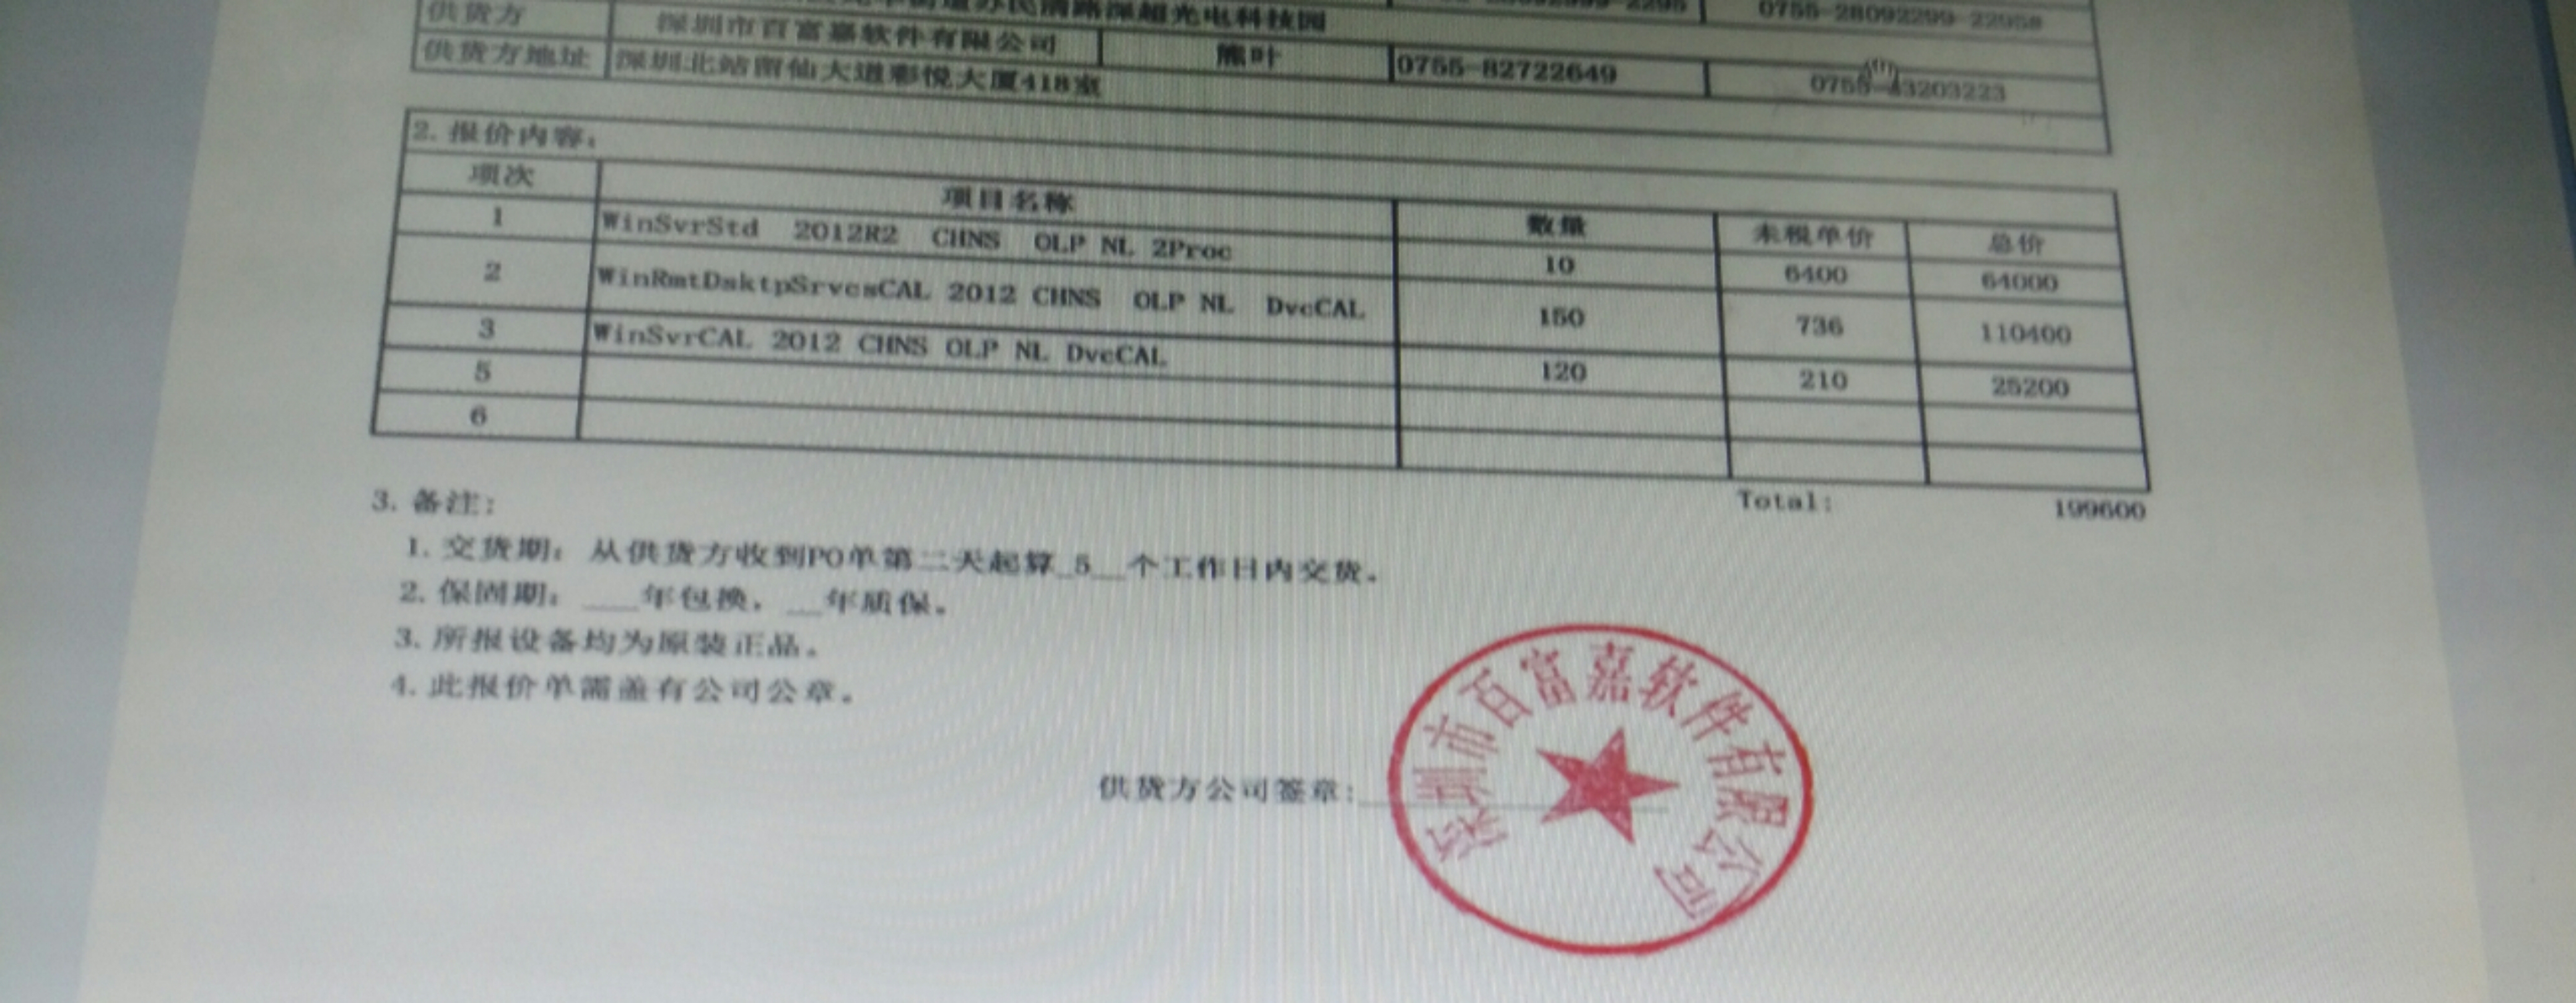 光电科技园 0755-28092299-22958
供货方 深圳市百富嘉软件有限公司 熊叶 0755-82722649
供货方地址 深圳北站留仙大道彩悦大厦418室
2. 报价内容:
项次 项目名称 数量 未税单价 总价
1 WinSvrStd 2012R2 CHNS OLP NL 2Proc 10 6400 64000
2 WinRmtDsktpSrvcsCAL 2012 CHNS OLP NL DvcCAL 150 736 110400
3 WinSvrCAL 2012 CHNS OLP NL DvcCAL 120 210 25200
5
6
Total: 199600
3. 备注:
1. 交货期: 从供货方收到PO单第二天起算_5__个工作日内交货。
2. 保固期: ___年包换, __年质保。
3. 所报设备均为原装正品。
4. 此报价单需盖有公司公章。
供货方公司签章:
深圳市百富嘉软件有限公司